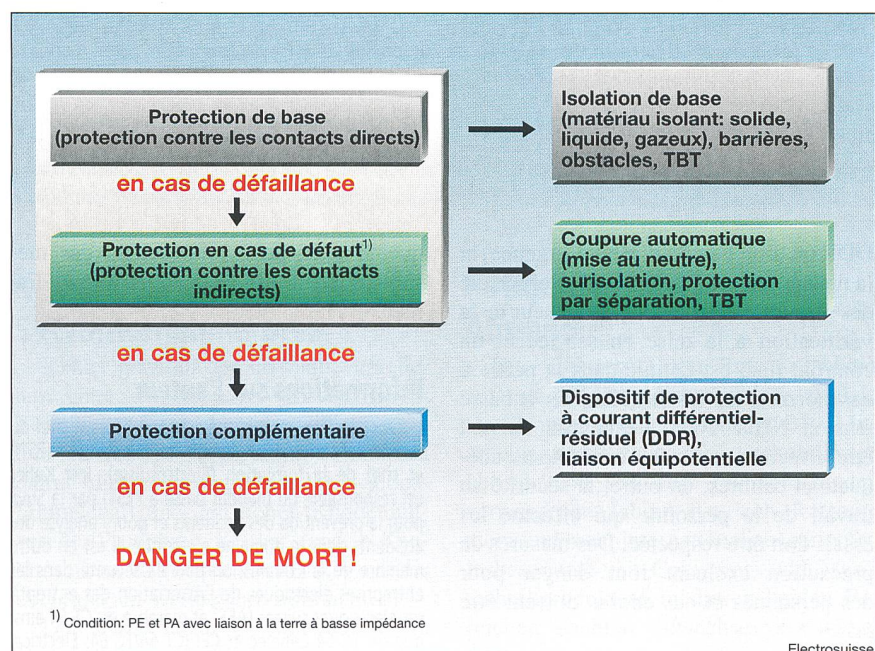 Protection de base
(protection contre les contacts directs)
Isolation de base
(matériau isolant: solide,
liquide, gazeux), barrières,
obstacles, TBT
en cas de défaillance
Protection en cas de défaut1)
(protection contre les contacts
indirects)
Coupure automatique
(mise au neutre),
surisolation, protection
par séparation, TBT
en cas de défaillance
Protection complémentaire
Dispositif de protection
à courant différentiel-
résiduel (DDR),
liaison équipotentielle
en cas de défaillance
DANGER DE MORT!
1) Condition: PE et PA avec liaison à la terre à basse impédance
Electrosuisse